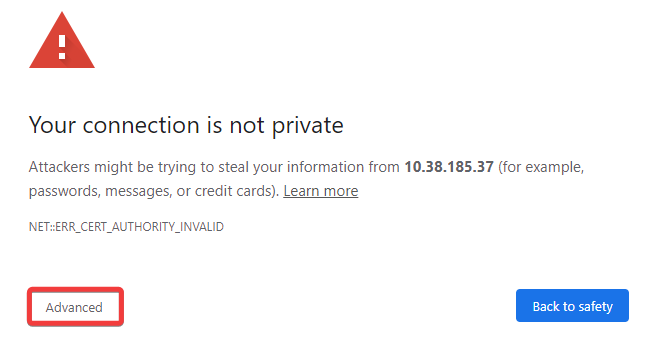 Your connection is not private
Attackers might be trying to steal your information from 10.38.185.37 (for example,
passwords, messages, or credit cards). Learn more
NET::ERR_CERT_AUTHORITY_INVALID
Advanced
Back to safety